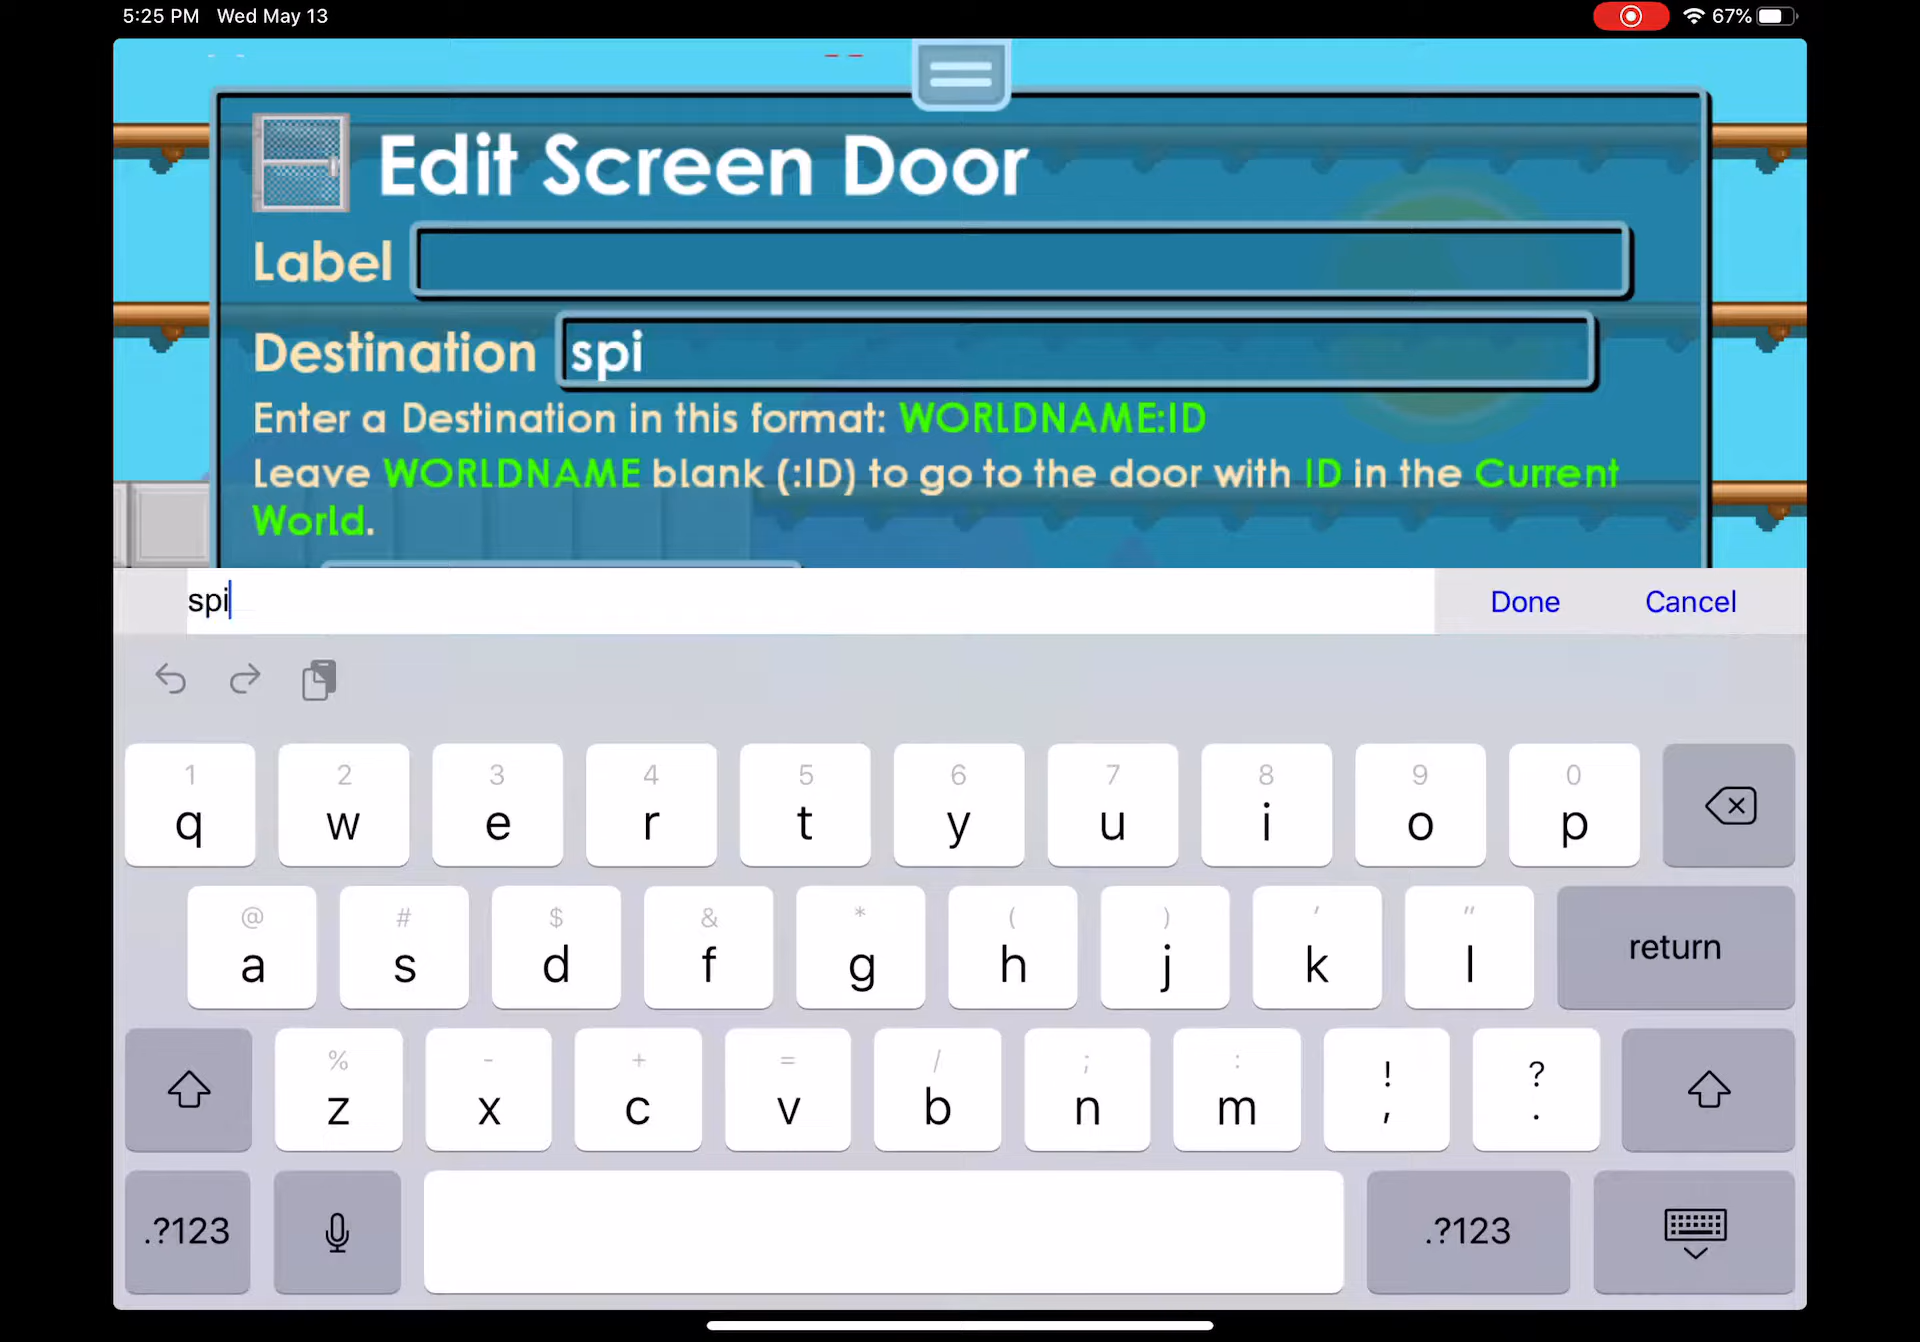 5:25 PM Wed May 13
67%
Edit Screen Door
Label
Destination spi
Enter a Destination in this format: WORLDNAME:ID
Leave WORLDNAME blank (:ID) to go to the door with ID in the Current
World.
spi Done Cancel
1 2 3 4 5 6 7 8 9 0
q w e r t y u i o p
@ # $ & * ( ) ' "
a s d f g h j k l return
% - + = / ; : ! ?
z x c v b n m , .
.?123 .?123